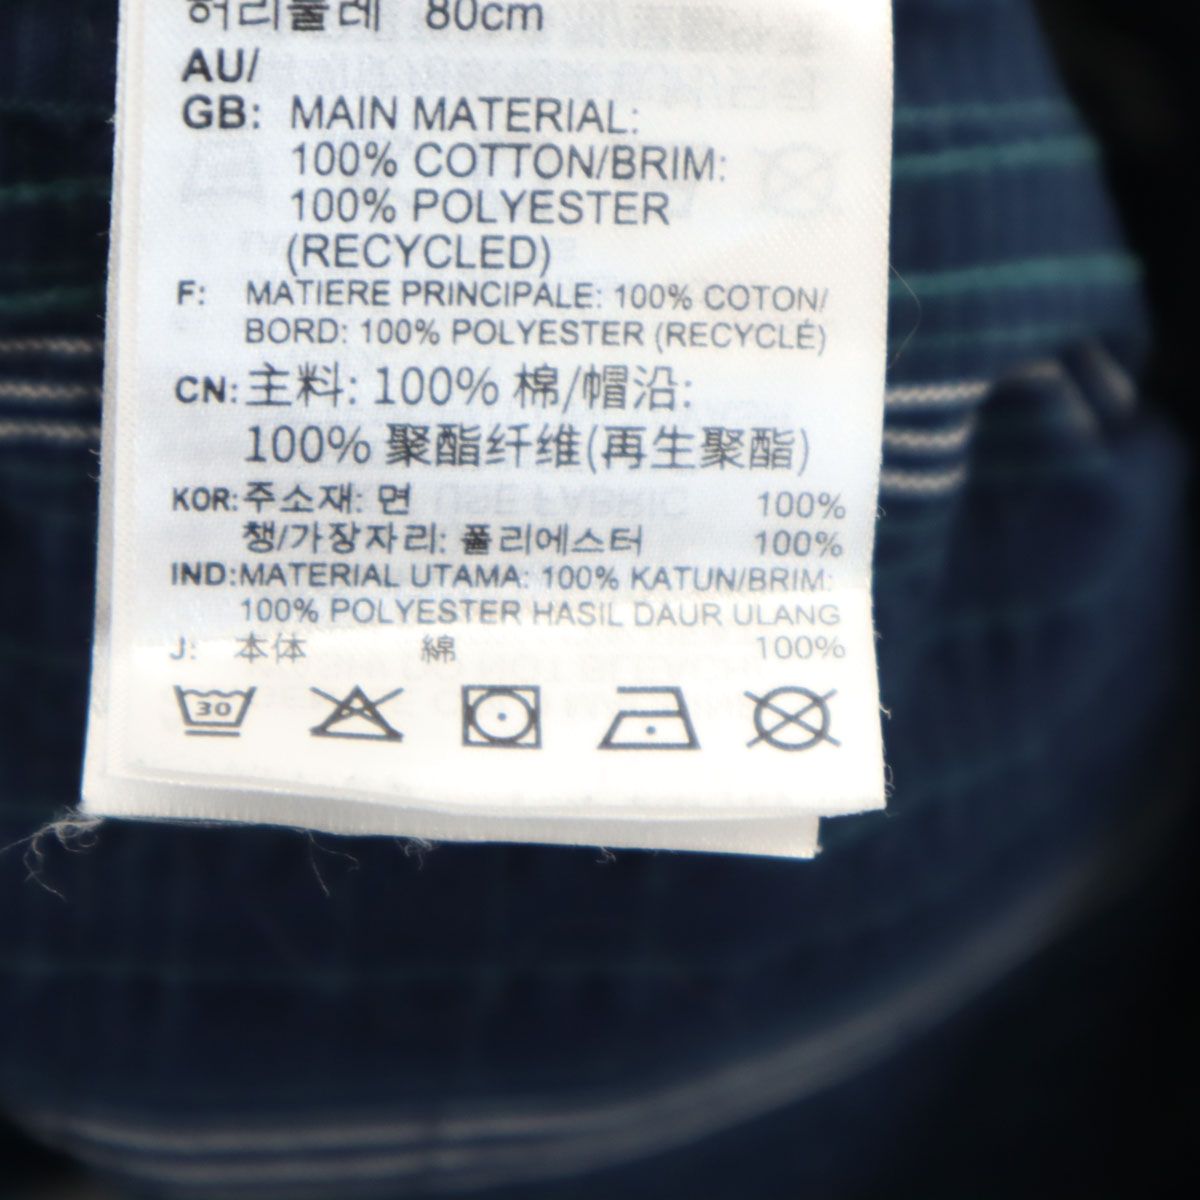 허리둘레 80cm
AU/
GB: MAIN MATERIAL:
100% COTTON/BRIM:
100% POLYESTER
(RECYCLED)
F: MATIERE PRINCIPALE: 100% COTON/
BORD: 100% POLYESTER (RECYCLÉ)
CN: 主料: 100% 棉/帽沿:
100% 聚酯纤维(再生聚酯)
KOR: 주소재: 면 100%
챙/가장자리: 폴리에스터 100%
IND: MATERIAL UTAMA: 100% KATUN/BRIM:
100% POLYESTER HASIL DAUR ULANG
J: 本体 綿 100%
30